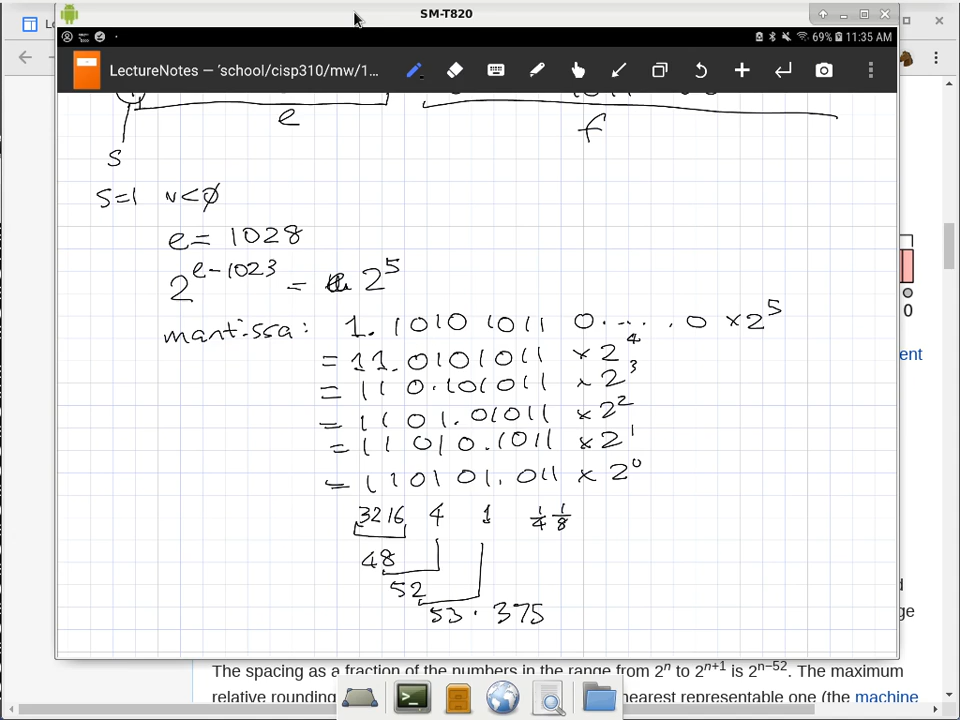 SM-T820
69% 11:35 AM
LectureNotes — 'school/cisp310/mw/1...
e
f
s
s=1 v<0
e = 1028
2^(e-1023) = 2^5
mantissa: 1.10101011 0.....0 × 2^5
= 11.0101011 × 2^4
= 110.101011 × 2^3
= 1101.01011 × 2^2
= 11010.1011 × 2^1
= 110101.011 × 2^0
32 16 4 1 1/4 1/8
48
52
53.375
0
ent
d
ge
The spacing as a fraction of the numbers in the range from 2^n to 2^(n+1) is 2^(n−52). The maximum
relative rounding nearest representable one (the machine